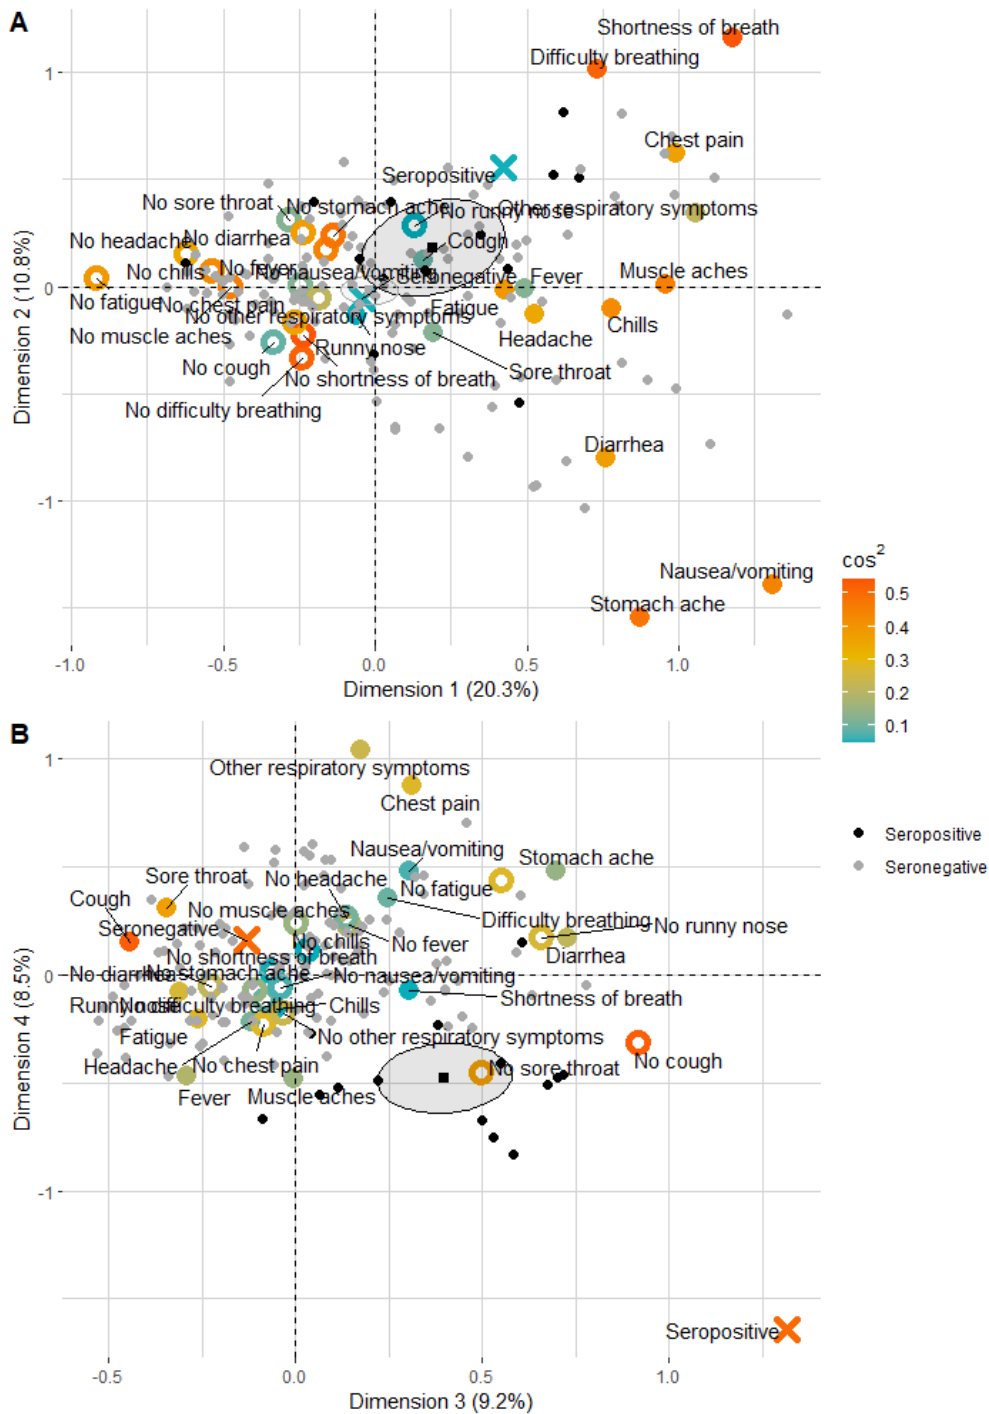 A
Shortness of breath
Difficulty breathing
1
Chest pain
Seropositive
No sore throat
No stomach ache
No runny nose
Other respiratory symptoms
No headache
No diarrhea
Cough
No chills
No fever
No nausea/vomiting
Seronegative
Fever
Muscle aches
0
No fatigue
No chest pain
Fatigue
No other respiratory symptoms
Chills
No muscle aches
Runny nose
Headache
No cough
No shortness of breath
Sore throat
No difficulty breathing
Diarrhea
-1
Nausea/vomiting
Stomach ache
-1.0
-0.5
0.0
0.5
1.0
Dimension 1 (20.3%)
Dimension 2 (10.8%)
cos2
0.5
0.4
0.3
0.2
0.1
Seropositive
Seronegative
B
1
Other respiratory symptoms
Chest pain
Nausea/vomiting
Stomach ache
Sore throat
No headache
No fatigue
Cough
No muscle aches
Difficulty breathing
No runny nose
Seronegative
No chills
No fever
Diarrhea
No shortness of breath
0
No diarrhea
No stomach ache
No nausea/vomiting
Runny nose
No difficulty breathing
Chills
Shortness of breath
Fatigue
No other respiratory symptoms
Headache
No chest pain
No sore throat
No cough
Fever
Muscle aches
-1
Seropositive
-0.5
0.0
0.5
1.0
Dimension 3 (9.2%)
Dimension 4 (8.5%)